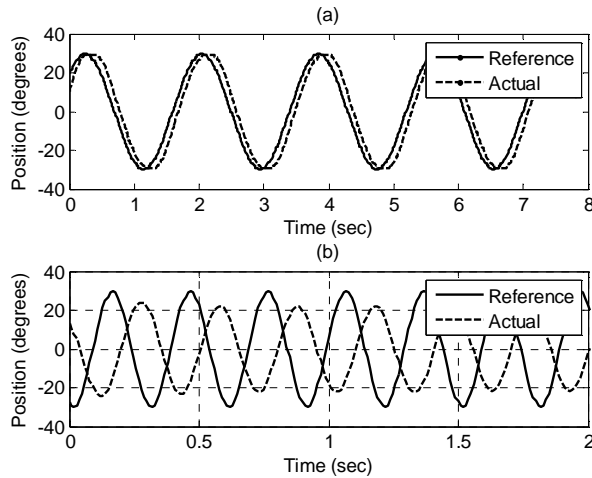 (a)
Position (degrees)
40
20
0
-20
-40
Reference
Actual
0 1 2 3 4 5 6 7 8
Time (sec)
(b)
Position (degrees)
40
20
0
-20
-40
Reference
Actual
0 0.5 1 1.5 2
Time (sec)